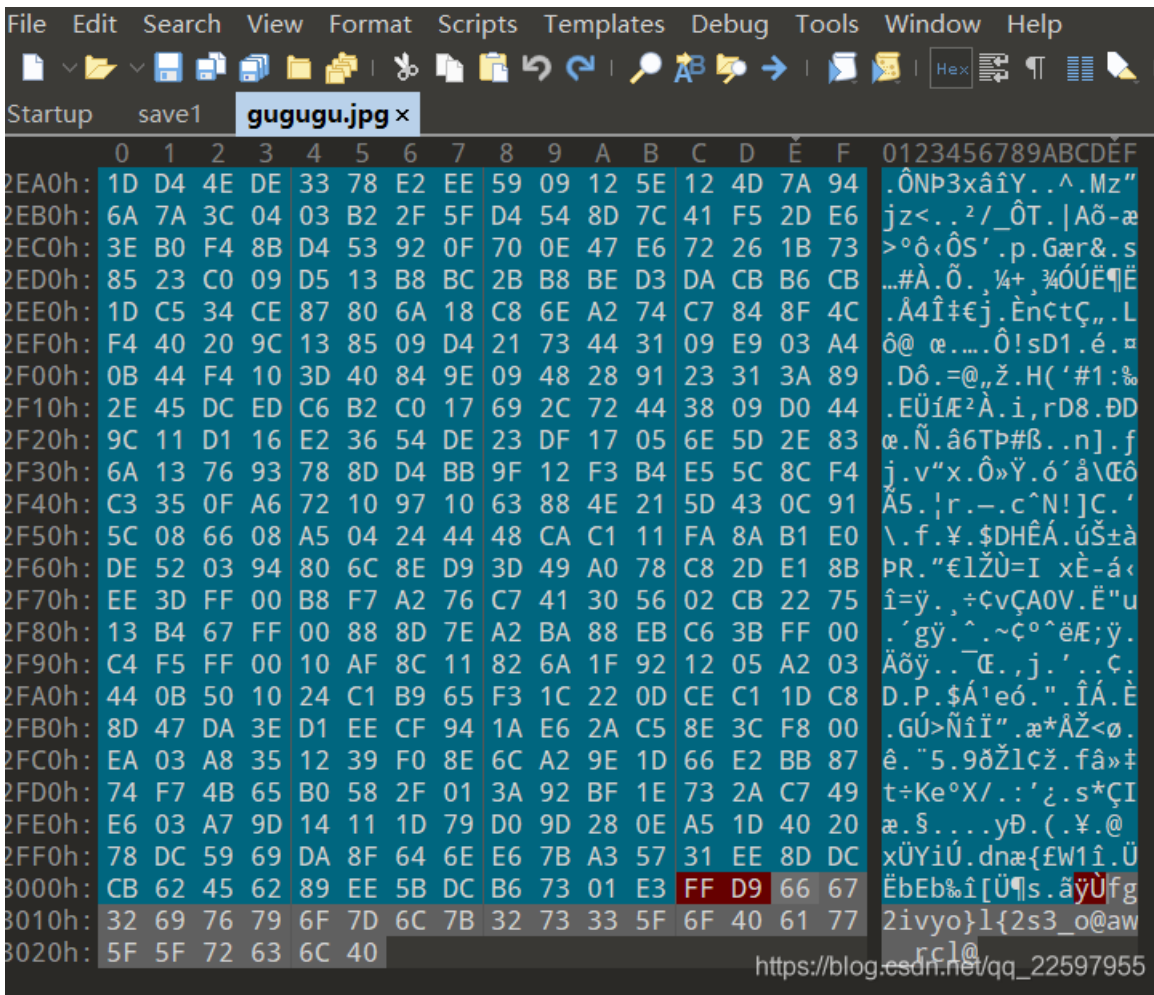 File Edit Search View Format Scripts Templates Debug Tools Window Help
Hex
Startup save1 gugugu.jpg ×
0 1 2 3 4 5 6 7 8 9 A B C D E F 0123456789ABCDEF
2EA0h: 1D D4 4E DE 33 78 E2 EE 59 09 12 5E 12 4D 7A 94 .ÔNÞ3xâîY..^.Mz”
2EB0h: 6A 7A 3C 04 03 B2 2F 5F D4 54 8D 7C 41 F5 2D E6 jz<..²/_ÔT.|Aõ-æ
2EC0h: 3E B0 F4 8B D4 53 92 0F 70 0E 47 E6 72 26 1B 73 >°ô‹ÔS’.p.Gær&.s
2ED0h: 85 23 C0 09 D5 13 B8 BC 2B B8 BE D3 DA CB B6 CB …#À.Õ.¸¼+¸¾ÓÚË¶Ë
2EE0h: 1D C5 34 CE 87 80 6A 18 C8 6E A2 74 C7 84 8F 4C .Å4Î‡€j.Èn¢tÇ„.L
2EF0h: F4 40 20 9C 13 85 09 D4 21 73 44 31 09 E9 03 A4 ô@ œ.….Ô!sD1.é.¤
2F00h: 0B 44 F4 10 3D 40 84 9E 09 48 28 91 23 31 3A 89 .Dô.=@„ž.H(‘#1:‰
2F10h: 2E 45 DC ED C6 B2 C0 17 69 2C 72 44 38 09 D0 44 .EÜíÆ²À.i,rD8.ÐD
2F20h: 9C 11 D1 16 E2 36 54 DE 23 DF 17 05 6E 5D 2E 83 œ.Ñ.â6TÞ#ß..n].ƒ
2F30h: 6A 13 76 93 78 8D D4 BB 9F 12 F3 B4 E5 5C 8C F4 j.v“x.Ô»Ÿ.ó´å\Œô
2F40h: C3 35 0F A6 72 10 97 10 63 88 4E 21 5D 43 0C 91 Ã5.¦r.—.cˆN!]C.‘
2F50h: 5C 08 66 08 A5 04 24 44 48 CA C1 11 FA 8A B1 E0 \.f.¥.$DHÊÁ.úŠ±à
2F60h: DE 52 03 94 80 6C 8E D9 3D 49 A0 78 C8 2D E1 8B ÞR.”€lŽÙ=I xÈ-á‹
2F70h: EE 3D FF 00 B8 F7 A2 76 C7 41 30 56 02 CB 22 75 î=ÿ.¸÷¢vÇA0V.Ë"u
2F80h: 13 B4 67 FF 00 88 8D 7E A2 BA 88 EB C6 3B FF 00 .´gÿ.ˆ.~¢ºˆëÆ;ÿ.
2F90h: C4 F5 FF 00 10 AF 8C 11 82 6A 1F 92 12 05 A2 03 Äõÿ..¯Œ.‚j.’..¢.
2FA0h: 44 0B 50 10 24 C1 B9 65 F3 1C 22 0D CE C1 1D C8 D.P.$Á¹eó.".ÎÁ.È
2FB0h: 8D 47 DA 3E D1 EE CF 94 1A E6 2A C5 8E 3C F8 00 .GÚ>ÑîÏ”.æ*ÅŽ<ø.
2FC0h: EA 03 A8 35 12 39 F0 8E 6C A2 9E 1D 66 E2 BB 87 ê.¨5.9ðŽl¢ž.fâ»‡
2FD0h: 74 F7 4B 65 B0 58 2F 01 3A 92 BF 1E 73 2A C7 49 t÷Ke°X/.:’¿.s*ÇI
2FE0h: E6 03 A7 9D 14 11 1D 79 D0 9D 28 0E A5 1D 40 20 æ.§....yÐ.(.¥.@
2FF0h: 78 DC 59 69 DA 8F 64 6E E6 7B A3 57 31 EE 8D DC xÜYiÚ.dnæ{£W1î.Ü
3000h: CB 62 45 62 89 EE 5B DC B6 73 01 E3 FF D9 66 67 ËbEb‰î[Ü¶s.ãÿÙfg
3010h: 32 69 76 79 6F 7D 6C 7B 32 73 33 5F 6F 40 61 77 2ivyo}l{2s3_o@aw
3020h: 5F 5F 72 63 6C 40 __rcl@
https://blog.csdn.net/qq_22597955